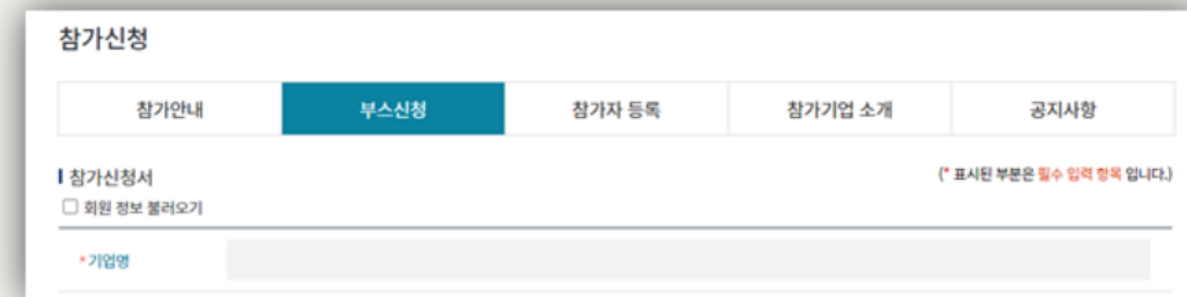 참가신청
참가안내 부스신청 참가자 등록 참가기업 소개 공지사항
참가신청서 (* 표시된 부분은 필수 입력 항목 입니다.)
회원 정보 불러오기
* 기업명